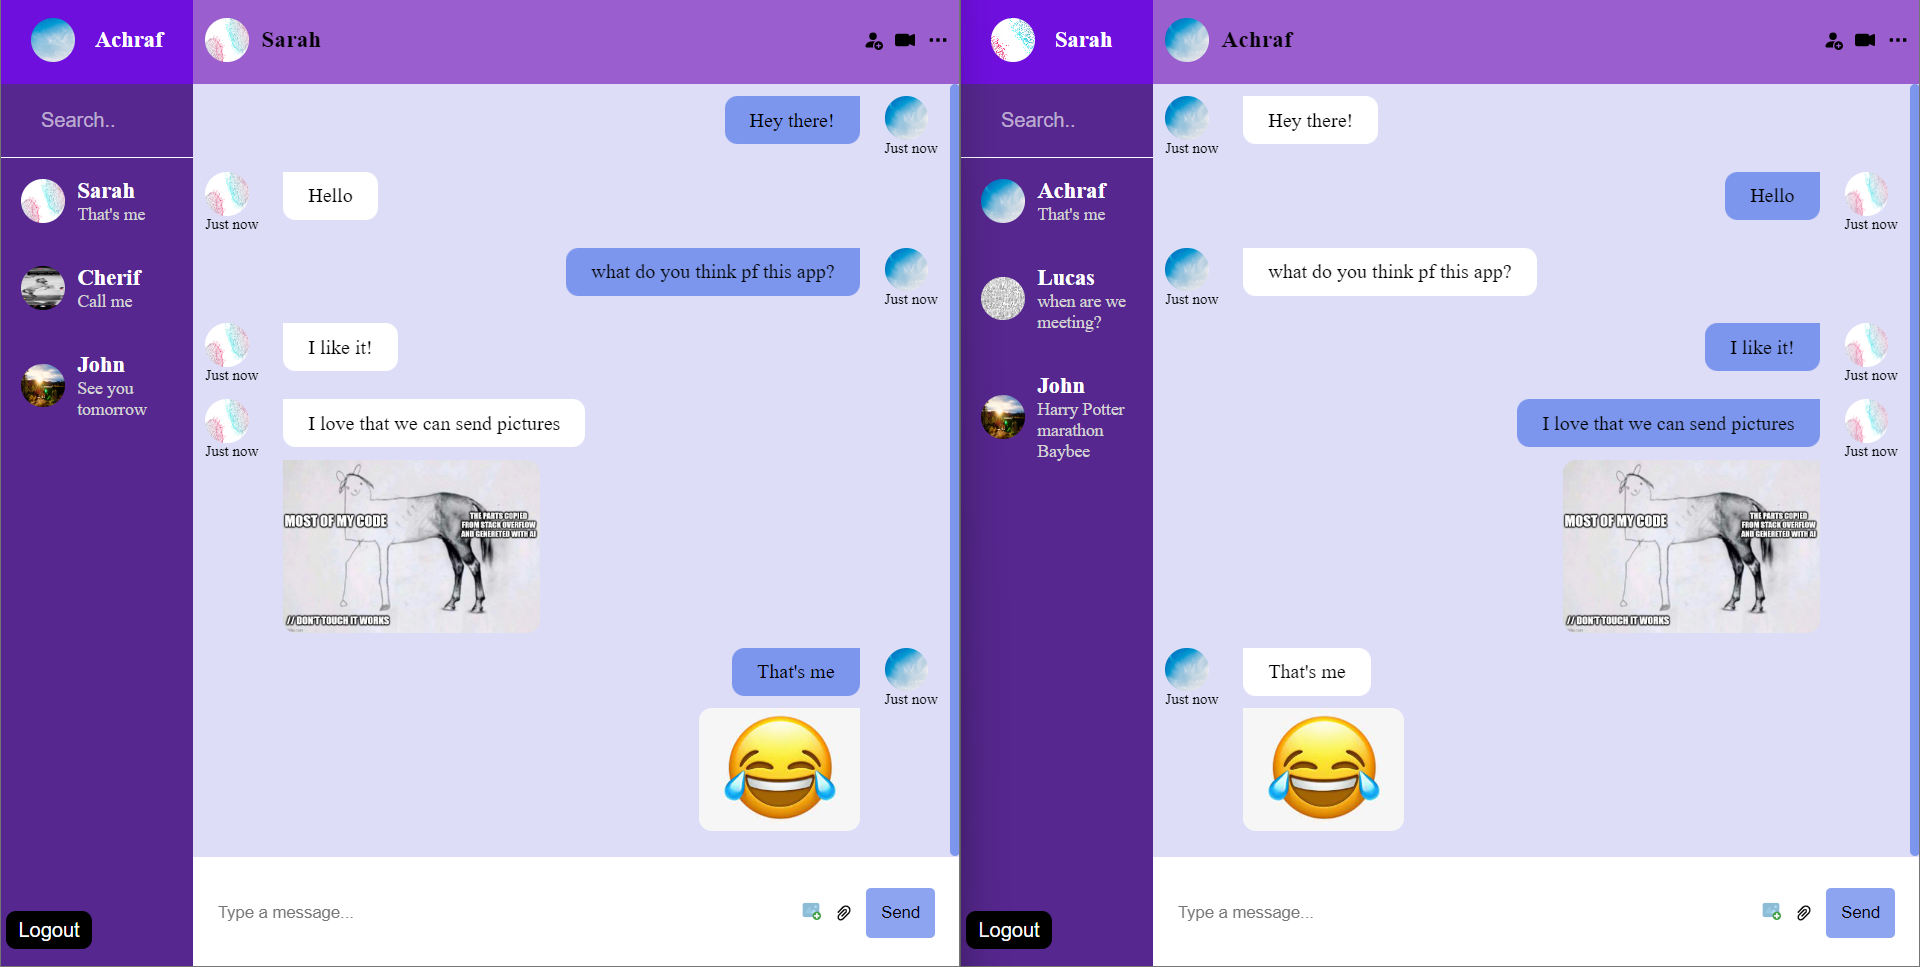 Achraf
Search..
Sarah
That's me
Cherif
Call me
John
See you
tomorrow
Logout
Sarah
Hey there!
Just now
Hello
Just now
what do you think pf this app?
Just now
I like it!
Just now
I love that we can send pictures
Just now
MOST OF MY CODE
THE PARTS COPIED
FROM STACK OVERFLOW
AND GENERETED WITH AI
// DON'T TOUCH IT WORKS
That's me
Just now
Type a message...
Send
Sarah
Search..
Achraf
That's me
Lucas
when are we
meeting?
John
Harry Potter
marathon
Baybee
Logout
Achraf
Hey there!
Just now
Hello
Just now
what do you think pf this app?
Just now
I like it!
Just now
I love that we can send pictures
Just now
MOST OF MY CODE
THE PARTS COPIED
FROM STACK OVERFLOW
AND GENERETED WITH AI
// DON'T TOUCH IT WORKS
That's me
Just now
Type a message...
Send